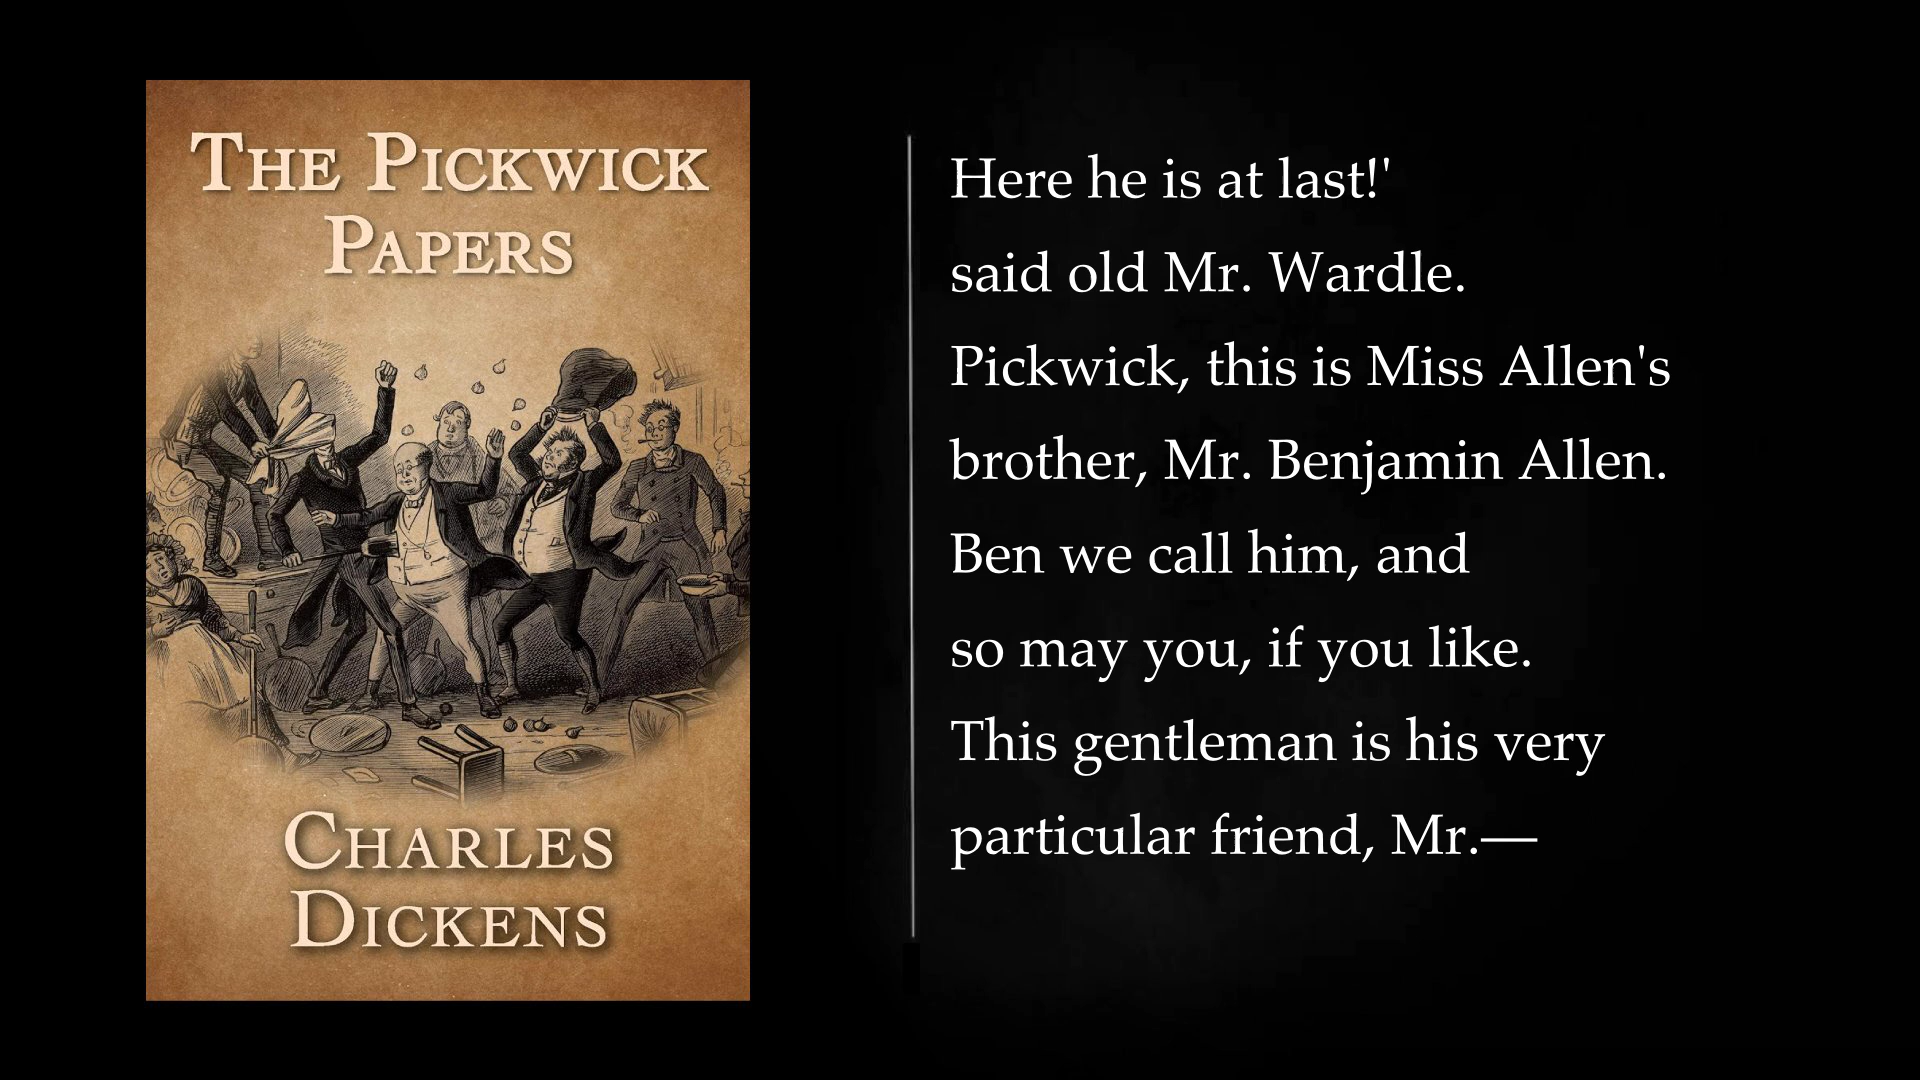 THE PICKWICK
PAPERS
CHARLES
DICKENS
Here he is at last!'
said old Mr. Wardle.
Pickwick, this is Miss Allen's
brother, Mr. Benjamin Allen.
Ben we call him, and
so may you, if you like.
This gentleman is his very
particular friend, Mr.—